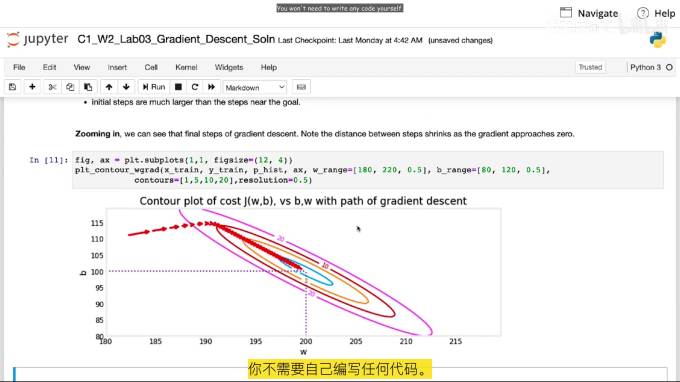 You won't need to write any code yourself.
Navigate
Help
jupyter C1_W2_Lab03_Gradient_Descent_Soln Last Checkpoint: Last Monday at 4:42 AM (unsaved changes)
File Edit View Insert Cell Kernel Widgets Help
Trusted
Python 3
Run
Markdown
initial steps are much larger than the steps near the goal.
Zooming in, we can see that final steps of gradient descent. Note the distance between steps shrinks as the gradient approaches zero.
In [11]: fig, ax = plt.subplots(1,1, figsize=(12, 4))
plt_contour_wgrad(x_train, y_train, p_hist, ax, w_range=[180, 220, 0.5], b_range=[80, 120, 0.5],
contours=[1,5,10,20],resolution=0.5)
Contour plot of cost J(w,b), vs b,w with path of gradient descent
115
110
105
100
95
90
85
80
b
20
10
20
180 185 190 195 200 205 210 215
w
你不需要自己编写任何代码。